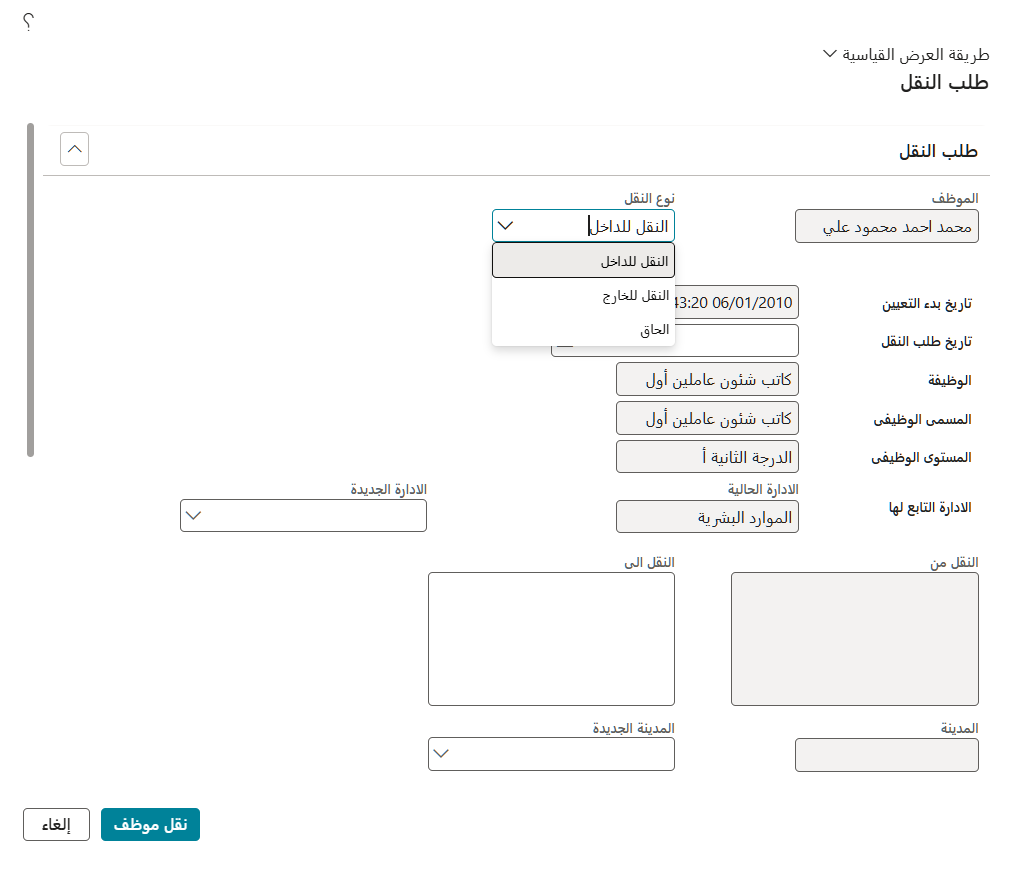 ؟
طريقة العرض القياسية
طلب النقل
طلب النقل
الموظف
محمد احمد محمود علي
نوع النقل
النقل للداخل
النقل للداخل
النقل للخارج
الحاق
تاريخ بدء التعيين
06/01/2010 43:20
تاريخ طلب النقل
الوظيفة
كاتب شئون عاملين أول
المسمى الوظيفى
كاتب شئون عاملين أول
المستوى الوظيفى
الدرجة الثانية أ
الادارة التابع لها
الادارة الحالية
الموارد البشرية
الادارة الجديدة
النقل من
النقل الى
المدينة
المدينة الجديدة
نقل موظف
إلغاء